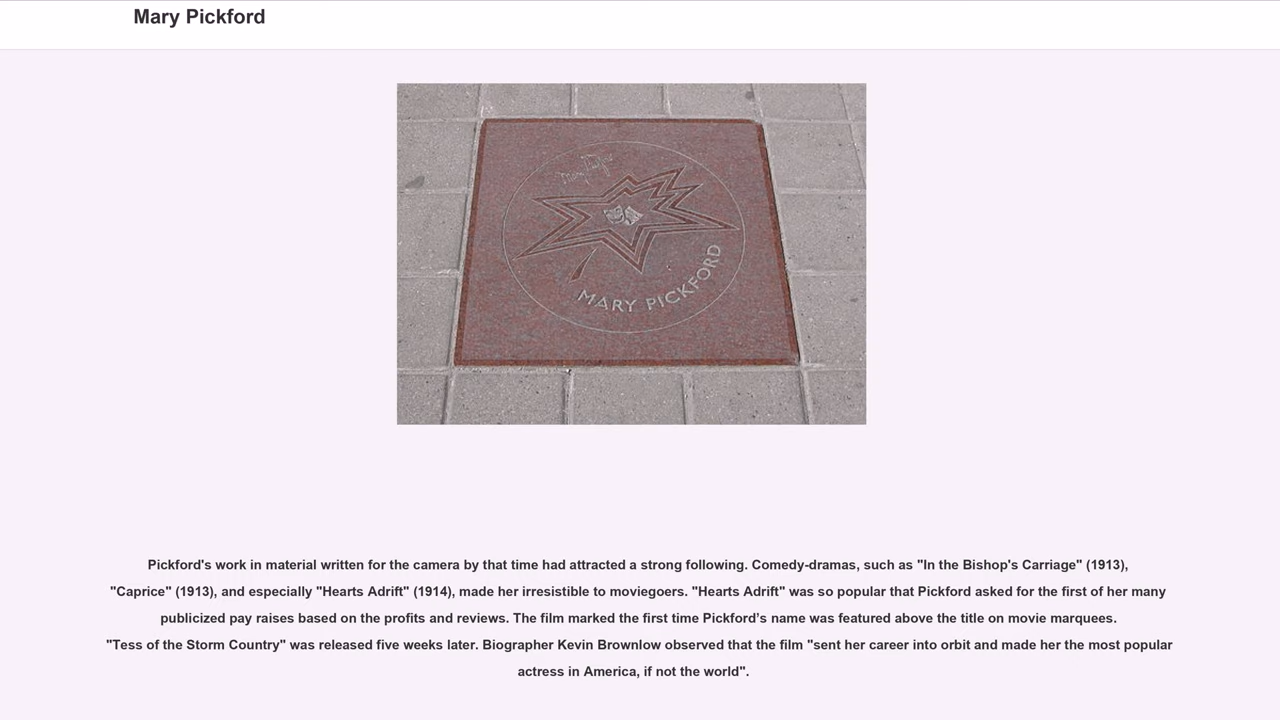 Mary Pickford
MARY PICKFORD
Pickford's work in material written for the camera by that time had attracted a strong following. Comedy-dramas, such as "In the Bishop's Carriage" (1913),
"Caprice" (1913), and especially "Hearts Adrift" (1914), made her irresistible to moviegoers. "Hearts Adrift" was so popular that Pickford asked for the first of her many
publicized pay raises based on the profits and reviews. The film marked the first time Pickford’s name was featured above the title on movie marquees.
"Tess of the Storm Country" was released five weeks later. Biographer Kevin Brownlow observed that the film "sent her career into orbit and made her the most popular
actress in America, if not the world".